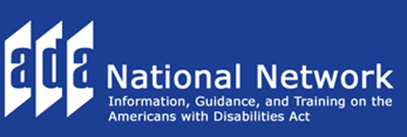 ada National Network
Information, Guidance, and Training on the
Americans with Disabilities Act